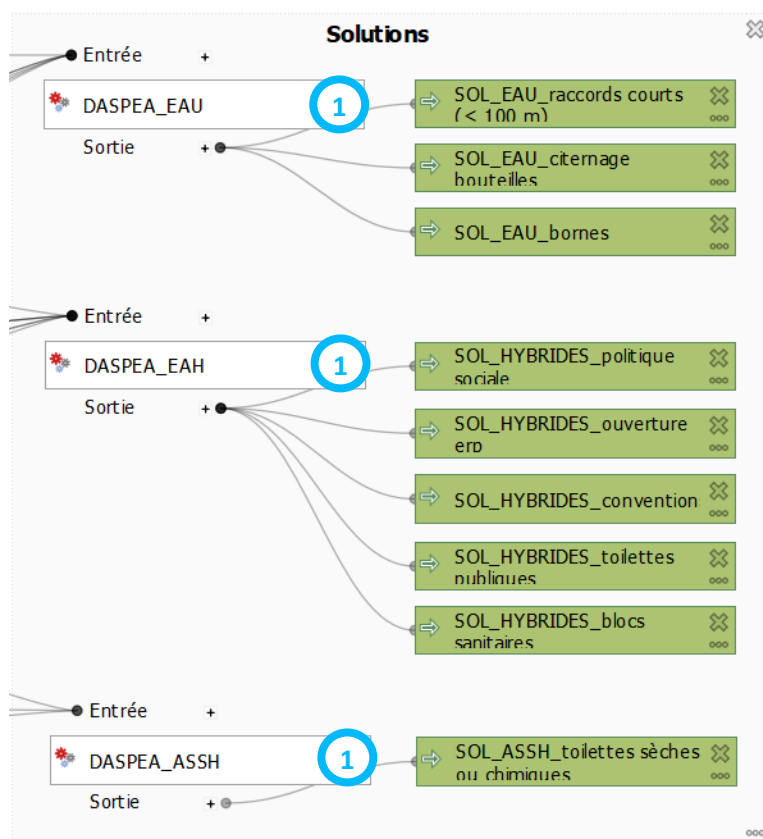 Solutions
Entrée +
DASPEA_EAU 1
Sortie +
SOL_EAU_raccords courts
(< 100 m)
SOL_EAU_citernage
bouteilles
SOL_EAU_bornes
Entrée +
DASPEA_EAH 1
Sortie +
SOL_HYBRIDES_politique
sociale
SOL_HYBRIDES_ouverture
erp
SOL_HYBRIDES_convention
SOL_HYBRIDES_toilettes
publiques
SOL_HYBRIDES_blocs
sanitaires
Entrée +
DASPEA_ASSH 1
Sortie +
SOL_ASSH_toilettes sèches
ou chimiques